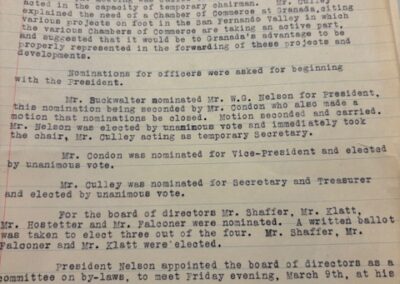 acted in the capacity of temporary chairman. Mr. Culley
explained the need of a Chamber of Commerce at Granada, citing
various projects on foot in the San Fernando Valley in which
the various Chambers of Commerce are taking an active part,
and suggested that it would be to Granada's advantage to be
properly represented in the forwarding of these projects and
developments.
Nominations for officers were asked for beginning
with the President.
Mr. Buckwalter nominated Mr. W.G. Nelson for President,
this nomination being seconded by Mr. Condon who also made a
motion that nominations be closed. Motion seconded and carried.
Mr. Nelson was elected by unanimous vote and immediately took
the chair, Mr. Culley acting as temporary Secretary.
Mr. Condon was nominated for Vice-President and elected
by unanimous vote.
Mr. Culley was nominated for Secretary and Treasurer
and elected by unanimous vote.
For the board of directors Mr. Shaffer, Mr. Klatt,
Mr. Hostetter and Mr. Falconer were nominated. A written ballot
was taken to elect three out of the four. Mr. Shaffer, Mr.
Falconer and Mr. Klatt were elected.
President Nelson appointed the board of directors as a
committee on by-laws, to meet Friday evening, March 9th, at his